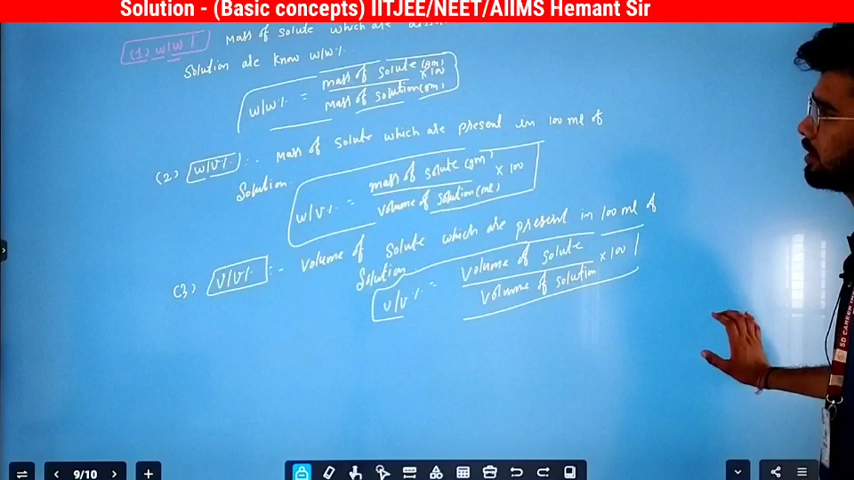 Solution - (Basic concepts) IITJEE/NEET/AIIMS Hemant Sir
(1) w/w%. Mass of solute which are
Solution are know w/w%.
w/w% = mass of solute (gm) × 100
Mass of solution (gm)
(2) w/v% :- Mass of solute which are present in 100 ml of
Solution.
w/v% = mass of solute (gm) × 100
volume of solution (ml)
(3) v/v% :- volume of solute which are present in 100 ml of
Solution
v/v% = volume of solute × 100
volume of solution
9/10
SD CAREER